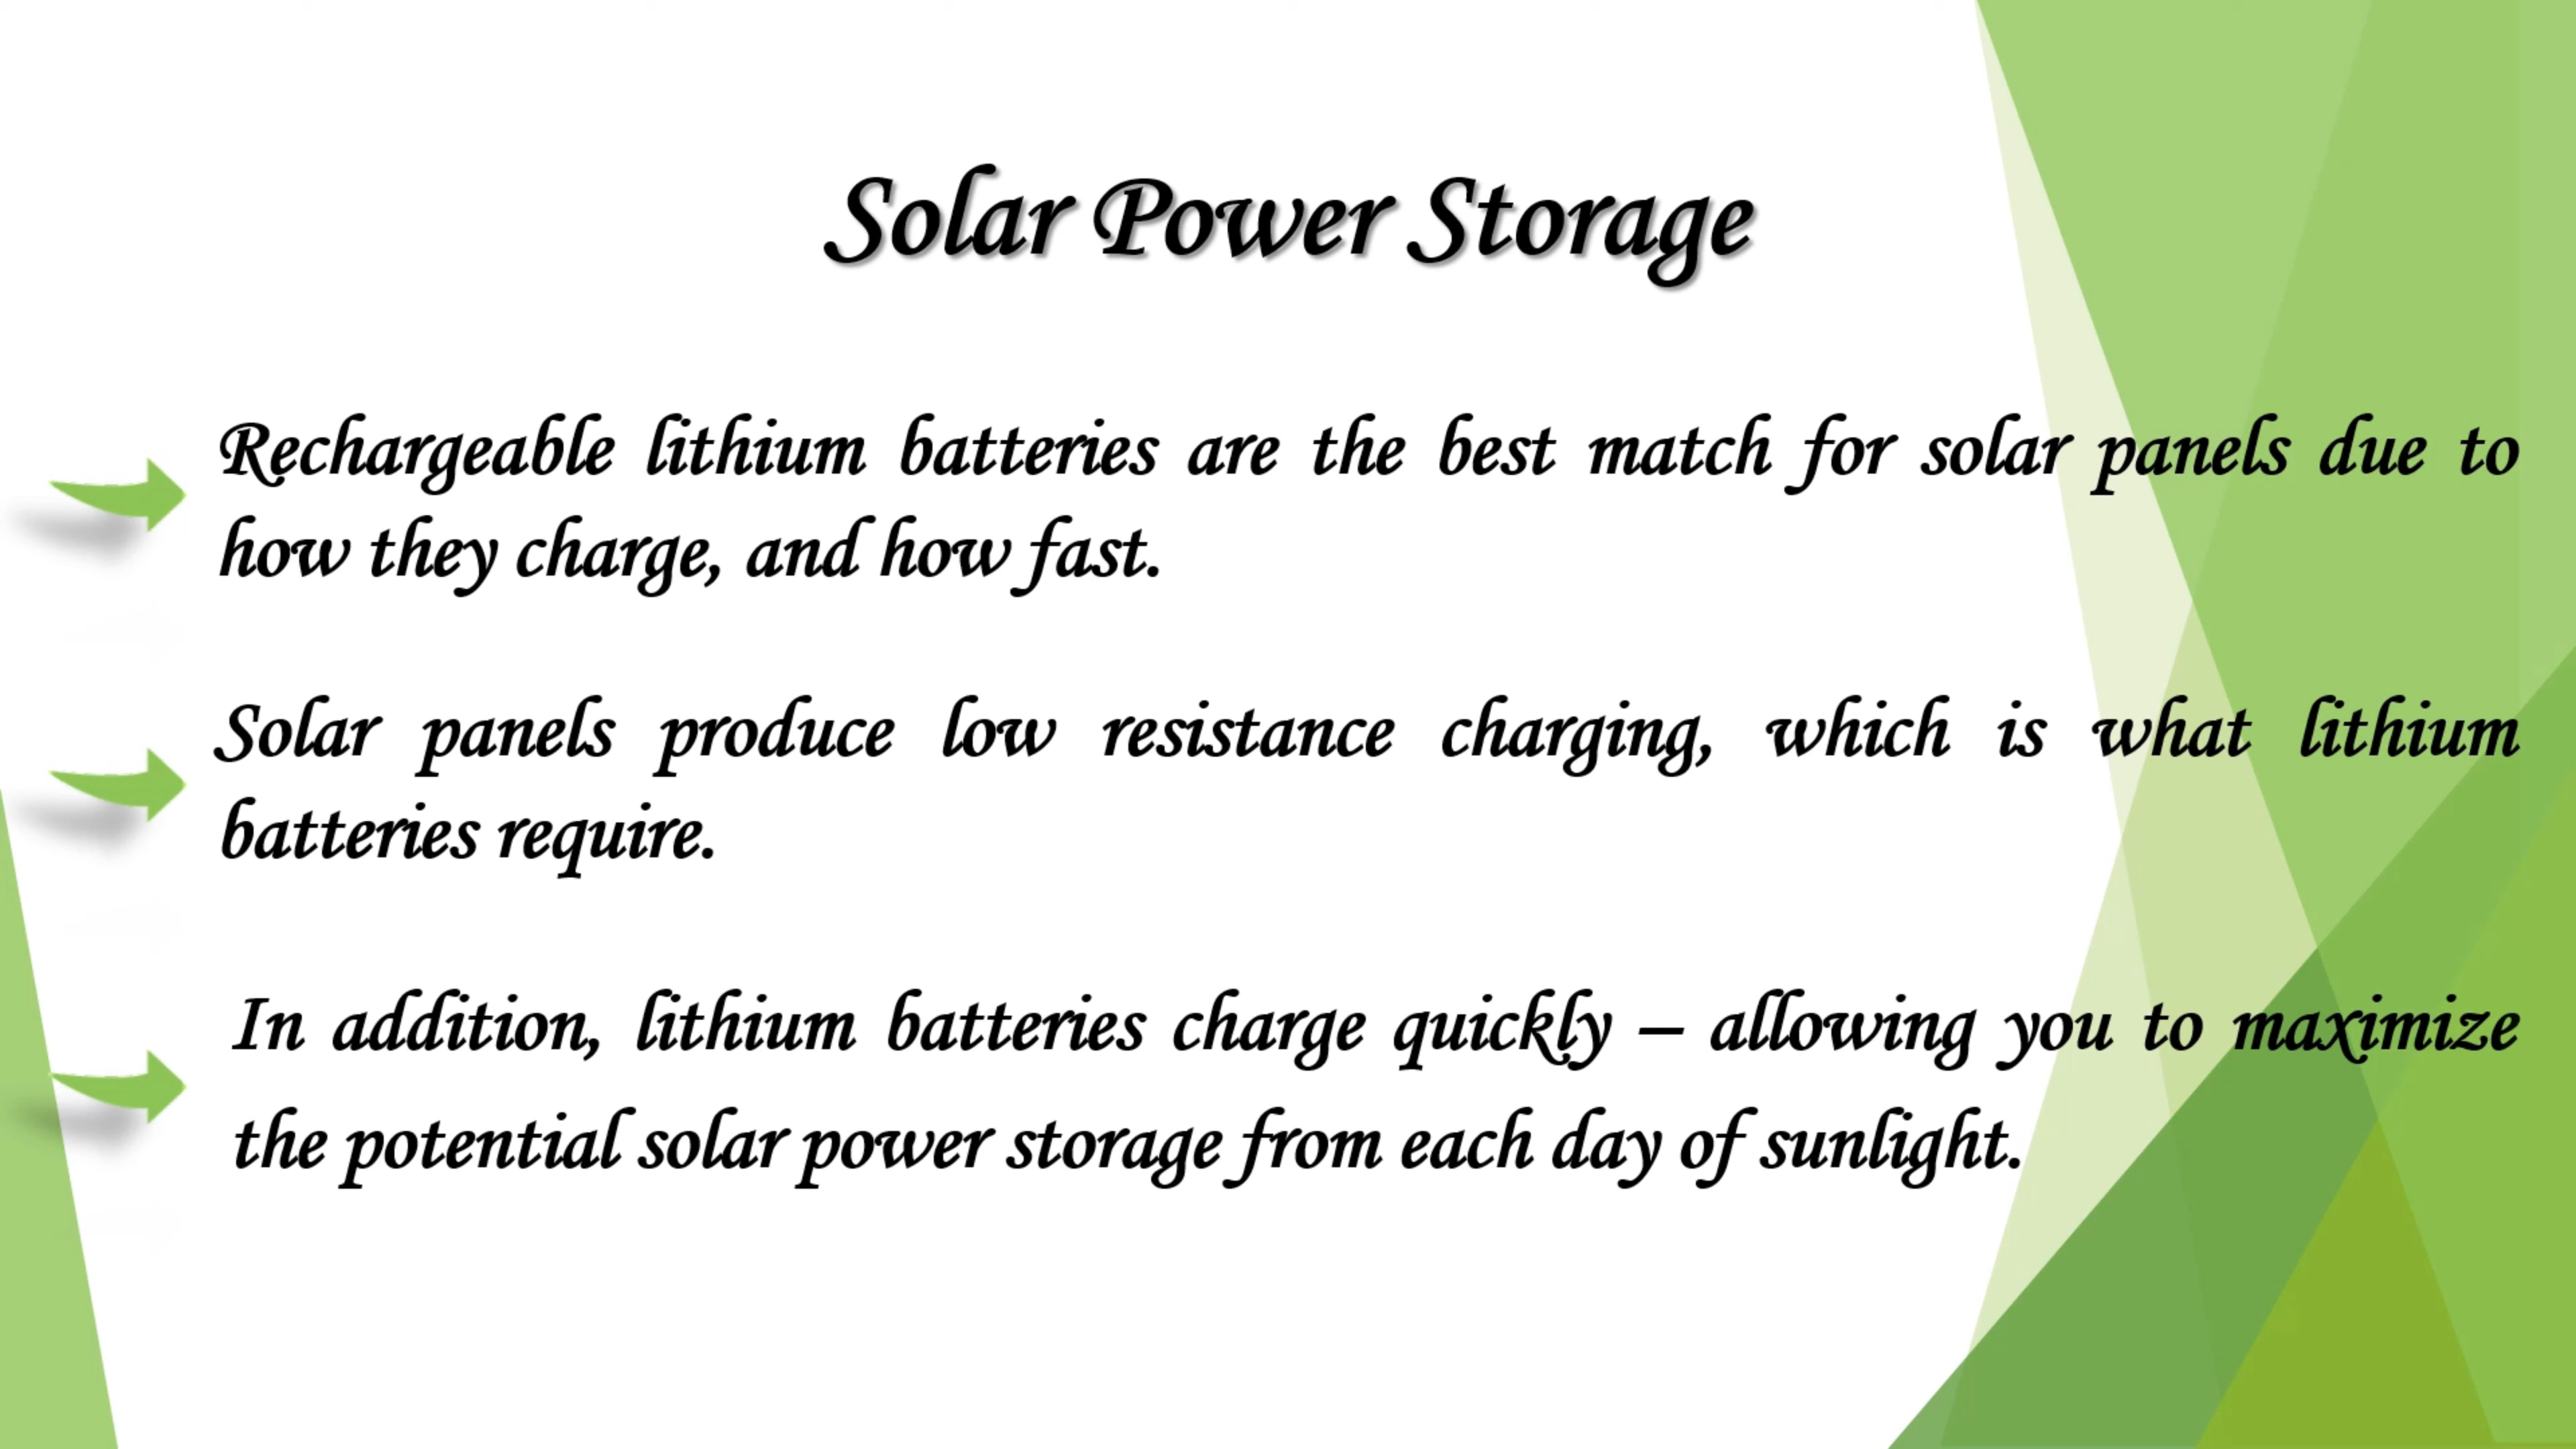 Solar Power Storage
Rechargeable lithium batteries are the best match for solar panels due to
how they charge, and how fast.
Solar panels produce low resistance charging, which is what lithium
batteries require.
In addition, lithium batteries charge quickly – allowing you to maximize
the potential solar power storage from each day of sunlight.